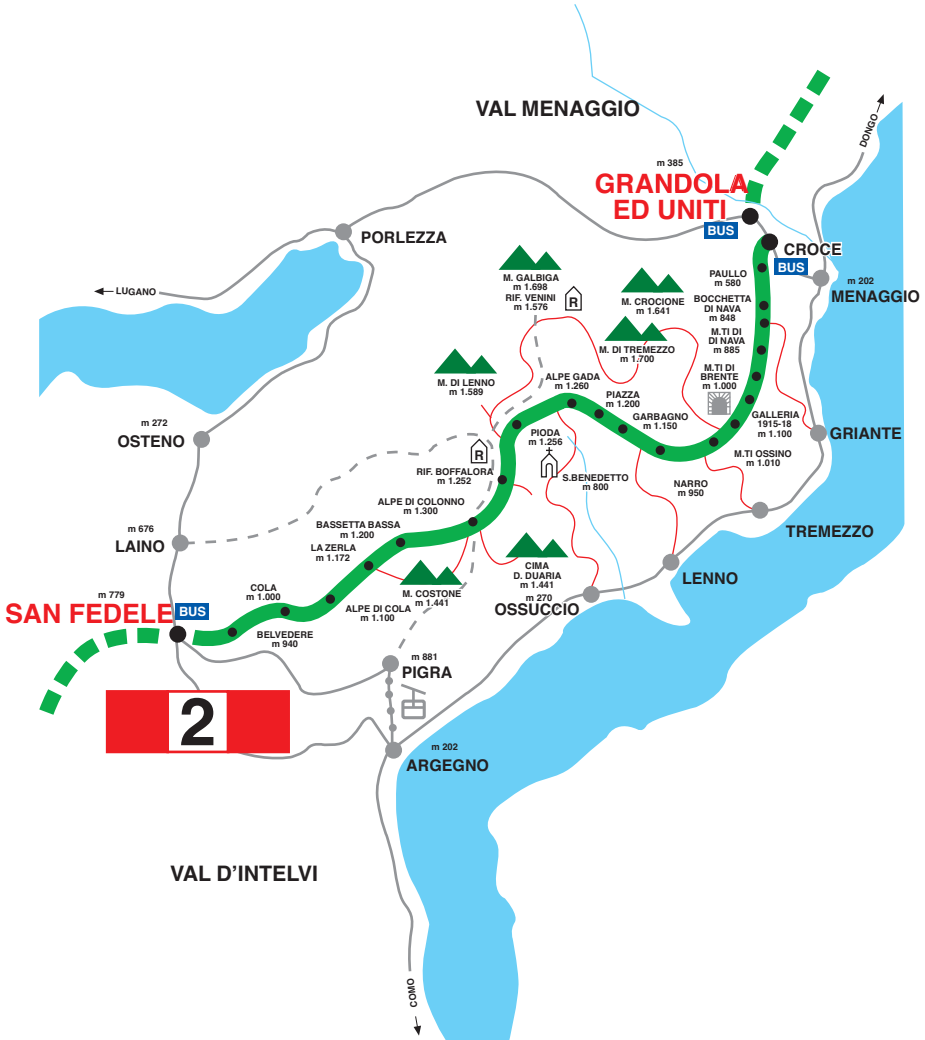 VAL MENAGGIO
DONGO
m 385
GRANDOLA
ED UNITI
BUS
CROCE
BUS
m 202
MENAGGIO
PORLEZZA
LUGANO
M. GALBIGA
m 1.698
RIF. VENINI
m 1.576
R
M. CROCIONE
m 1.641
PAULLO
m 580
BOCCHETTA
DI NAVA
m 848
M.TI DI
DI NAVA
m 885
M. DI TREMEZZO
m 1.700
M.TI DI
BRENTE
m 1.000
M. DI LENNO
m 1.589
ALPE GADA
m 1.260
PIAZZA
m 1.200
GARBAGNO
m 1.150
GALLERIA
1915-18
m 1.100
GRIANTE
m 272
OSTENO
PIODA
m 1.256
R
RIF. BOFFALORA
m 1.252
S.BENEDETTO
m 800
M.TI OSSINO
m 1.010
NARRO
m 950
ALPE DI COLONNO
m 1.300
TREMEZZO
m 676
LAINO
BASSETTA BASSA
m 1.200
LA ZERLA
m 1.172
CIMA
D. DUARIA
m 1.441
LENNO
m 270
OSSUCCIO
M. COSTONE
m 1.441
COLA
m 1.000
ALPE DI COLA
m 1.100
m 779
SAN FEDELE
BUS
BELVEDERE
m 940
m 881
PIGRA
2
m 202
ARGEGNO
VAL D’INTELVI
COMO